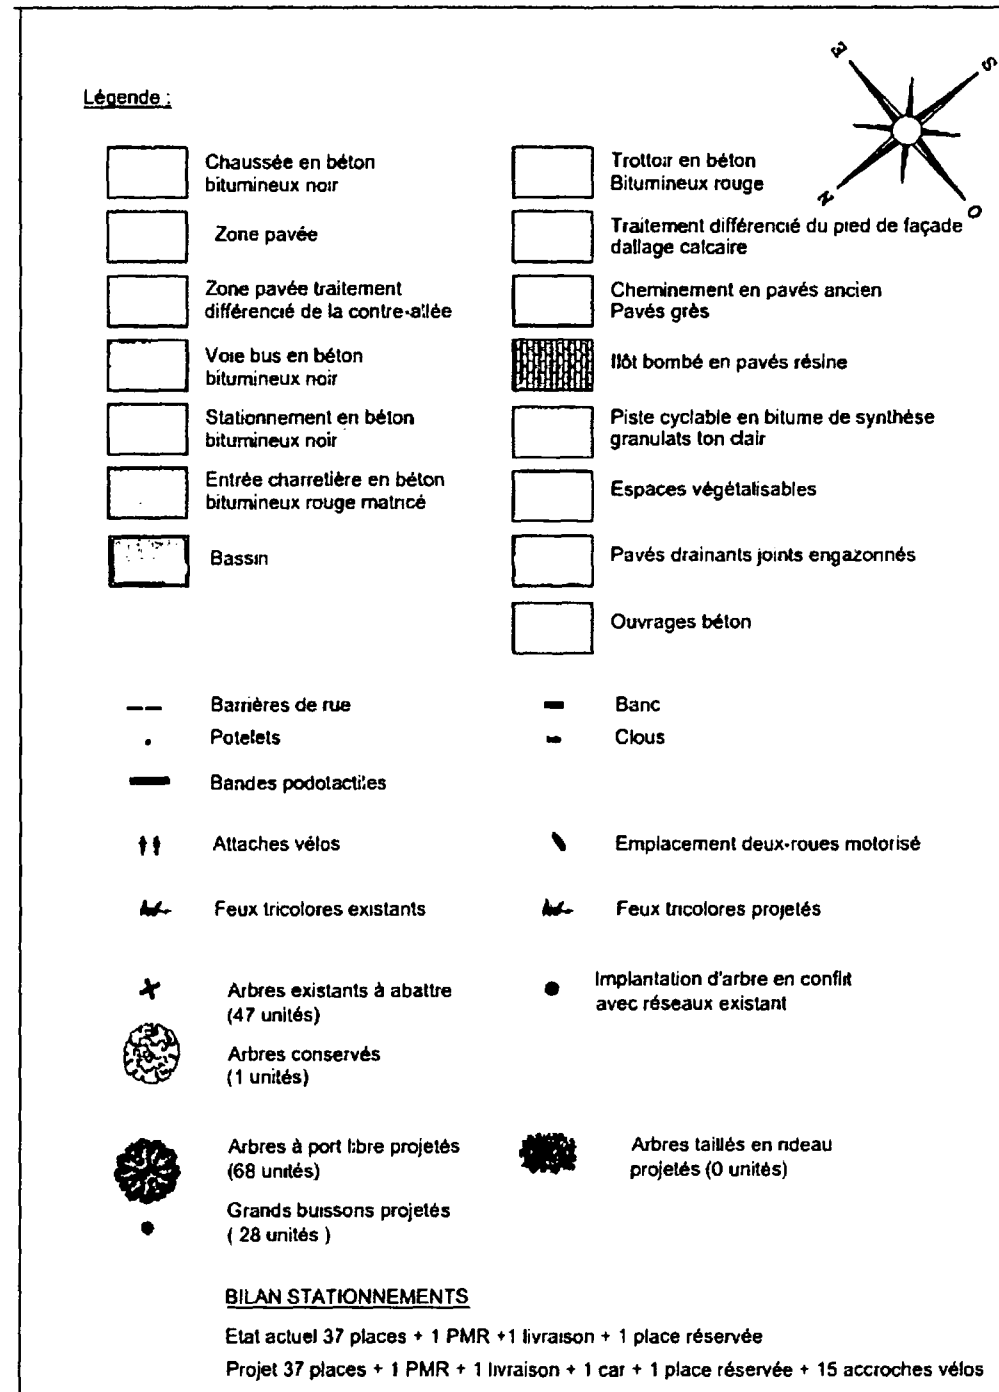 Légende :
E
S
N
O
Chaussée en béton
bitumineux noir
Zone pavée
Zone pavée traitement
différencié de la contre-allée
Voie bus en béton
bitumineux noir
Stationnement en béton
bitumineux noir
Entrée charretière en béton
bitumineux rouge matricé
Bassin
Trottoir en béton
Bitumineux rouge
Traitement différencié du pied de façade
dallage calcaire
Cheminement en pavés ancien
Pavés grès
Ilôt bombé en pavés résine
Piste cyclable en bitume de synthèse
granulats ton clair
Espaces végétalisables
Pavés drainants joints engazonnés
Ouvrages béton
Barrières de rue
Potelets
Bandes podotactiles
Banc
Clous
Attaches vélos
Emplacement deux-roues motorisé
Feux tricolores existants
Feux tricolores projetés
Arbres existants à abattre
(47 unités)
Implantation d'arbre en conflit
avec réseaux existant
Arbres conservés
(1 unités)
Arbres à port libre projetés
(68 unités)
Arbres taillés en rideau
projetés (0 unités)
Grands buissons projetés
( 28 unités )
BILAN STATIONNEMENTS
Etat actuel 37 places + 1 PMR +1 livraison + 1 place réservée
Projet 37 places + 1 PMR + 1 livraison + 1 car + 1 place réservée + 15 accroches vélos